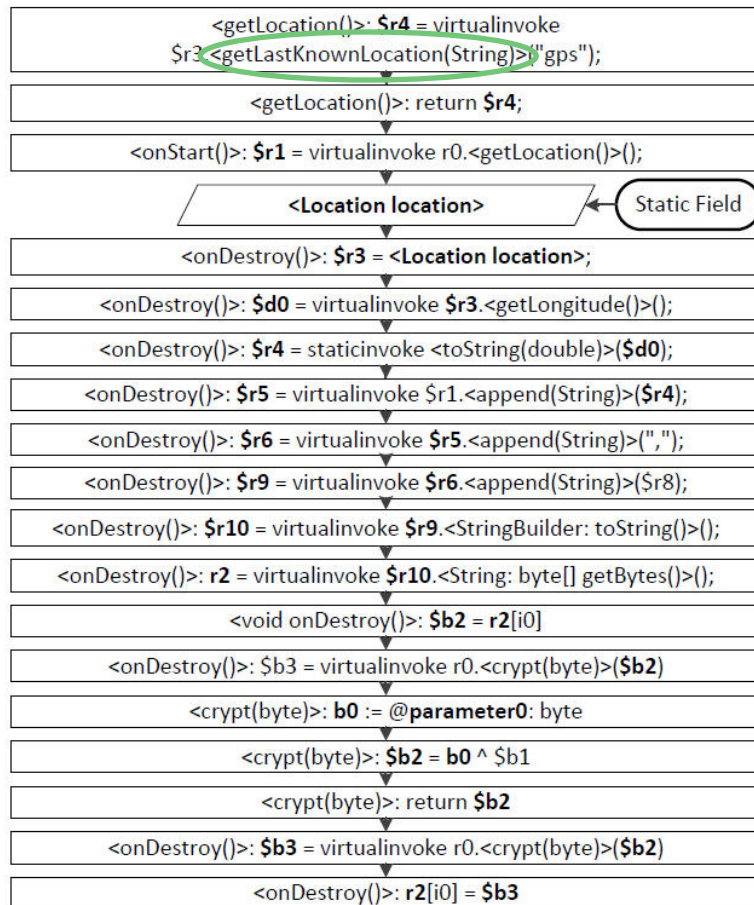 <getLocation()>: $r4 = virtualinvoke
$r3.<getLastKnownLocation(String)>("gps");
<getLocation()>: return $r4;
<onStart()>: $r1 = virtualinvoke r0.<getLocation()>();
<Location location>
Static Field
<onDestroy()>: $r3 = <Location location>;
<onDestroy()>: $d0 = virtualinvoke $r3.<getLongitude()>();
<onDestroy()>: $r4 = staticinvoke <toString(double)>($d0);
<onDestroy()>: $r5 = virtualinvoke $r1.<append(String)>($r4);
<onDestroy()>: $r6 = virtualinvoke $r5.<append(String)>(",");
<onDestroy()>: $r9 = virtualinvoke $r6.<append(String)>($r8);
<onDestroy()>: $r10 = virtualinvoke $r9.<StringBuilder: toString()>();
<onDestroy()>: r2 = virtualinvoke $r10.<String: byte[] getBytes()>();
<void onDestroy()>: $b2 = r2[i0]
<onDestroy()>: $b3 = virtualinvoke r0.<crypt(byte)>($b2)
<crypt(byte)>: b0 := @parameter0: byte
<crypt(byte)>: $b2 = b0 ^ $b1
<crypt(byte)>: return $b2
<onDestroy()>: $b3 = virtualinvoke r0.<crypt(byte)>($b2)
<onDestroy()>: r2[i0] = $b3